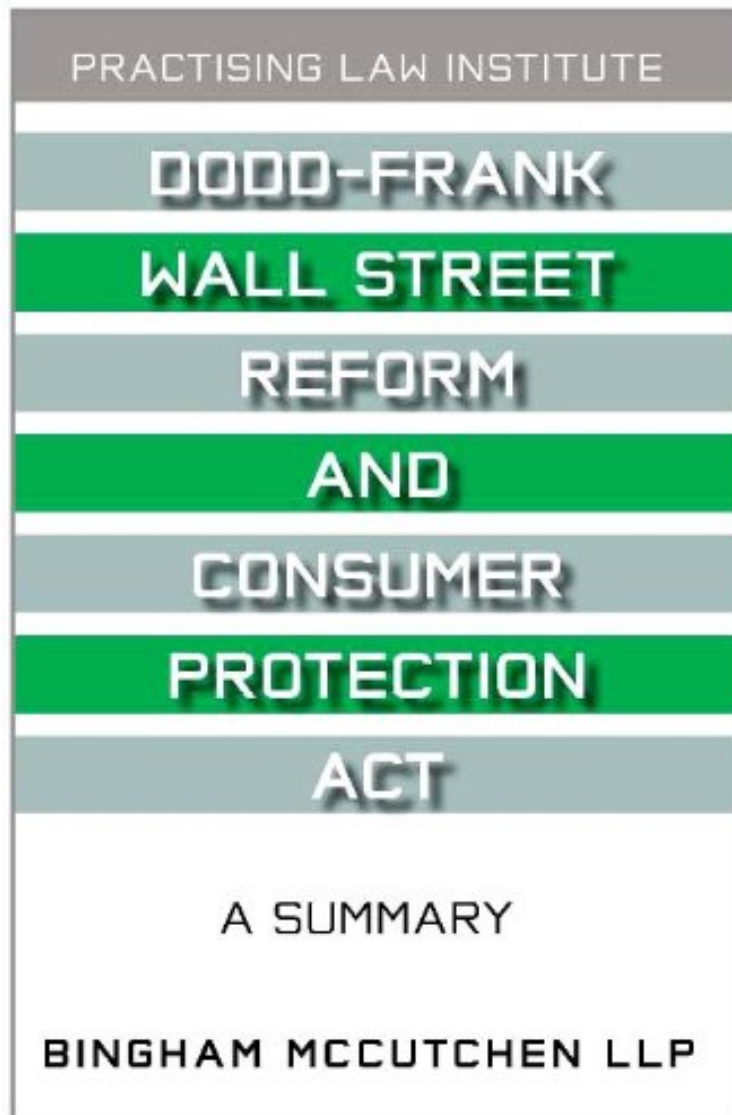 PRACTISING LAW INSTITUTE
DODD-FRANK
WALL STREET
REFORM
AND
CONSUMER
PROTECTION
ACT
A SUMMARY
BINGHAM MCCUTCHEN LLP